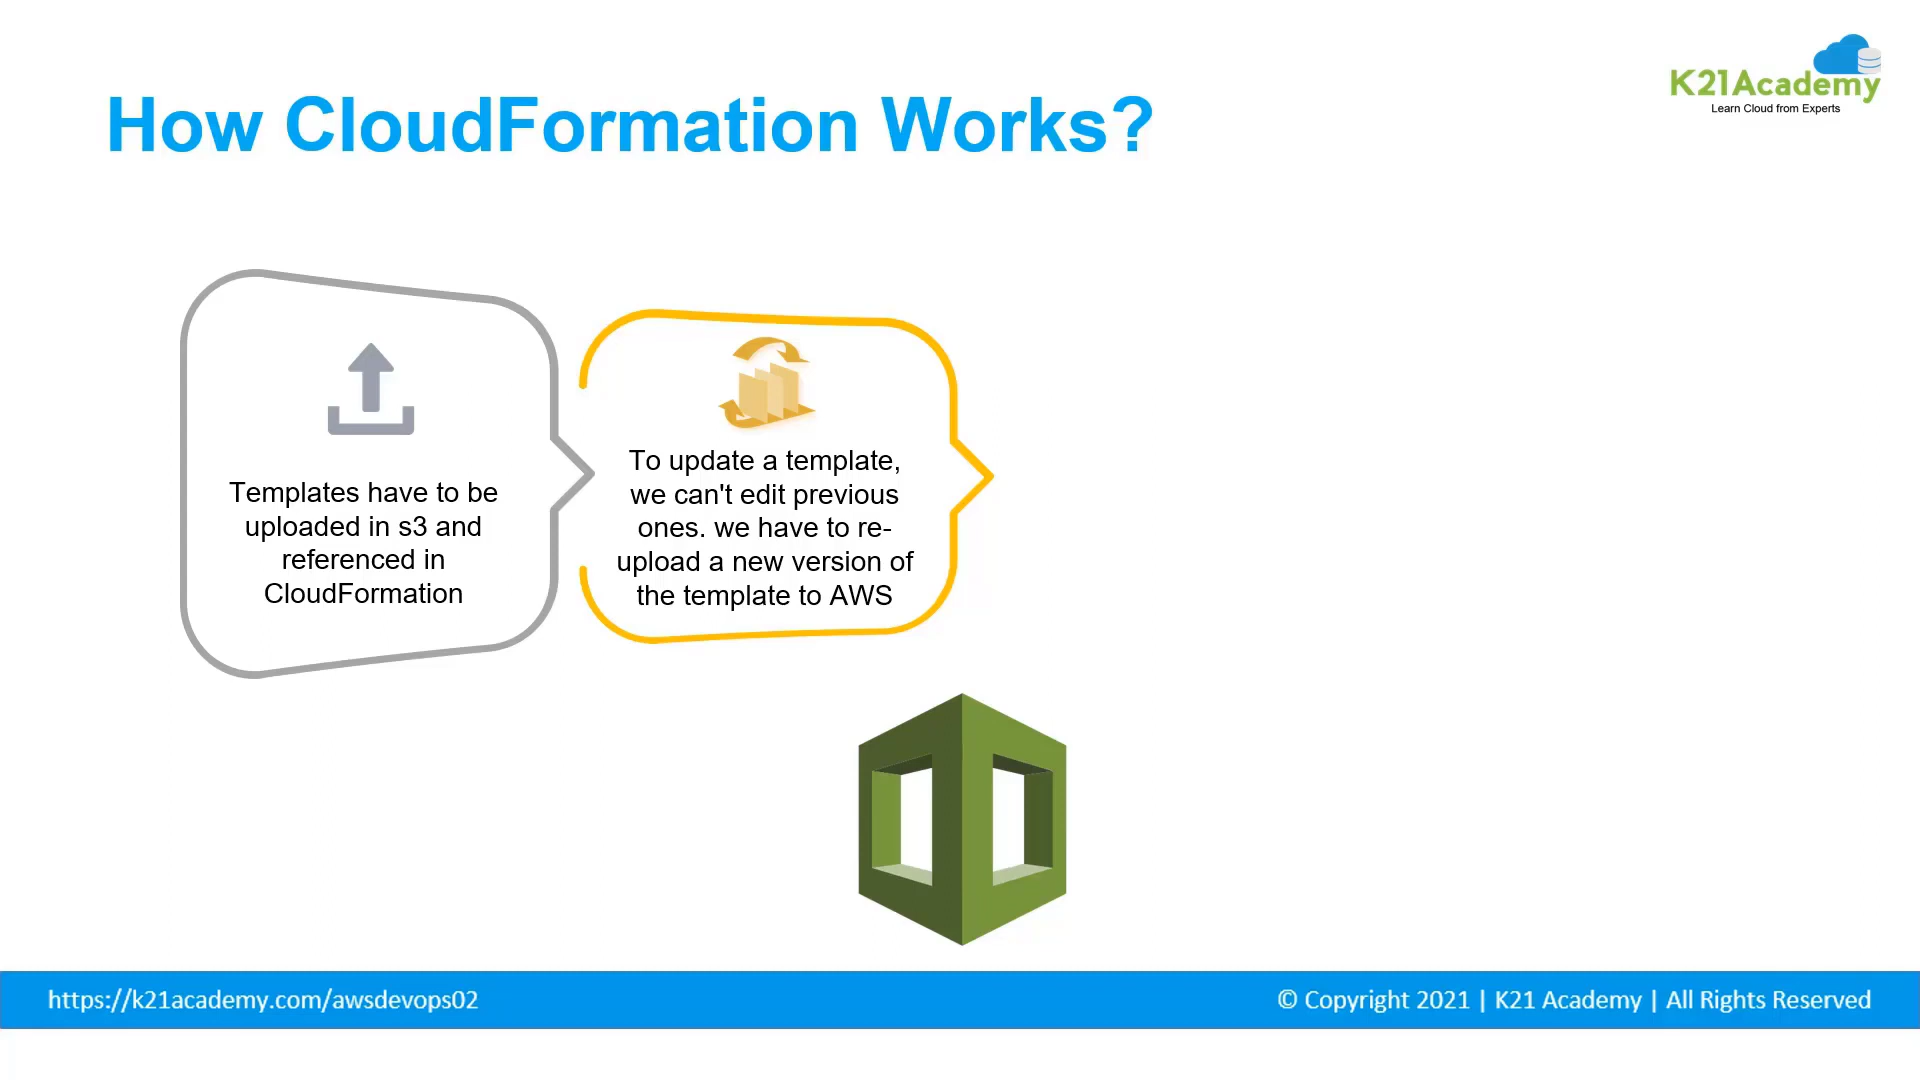 K21Academy
Learn Cloud from Experts
How CloudFormation Works?
Templates have to be
uploaded in s3 and
referenced in
CloudFormation
To update a template,
we can't edit previous
ones. we have to re-
upload a new version of
the template to AWS
https://k21academy.com/awsdevops02
© Copyright 2021 | K21 Academy | All Rights Reserved